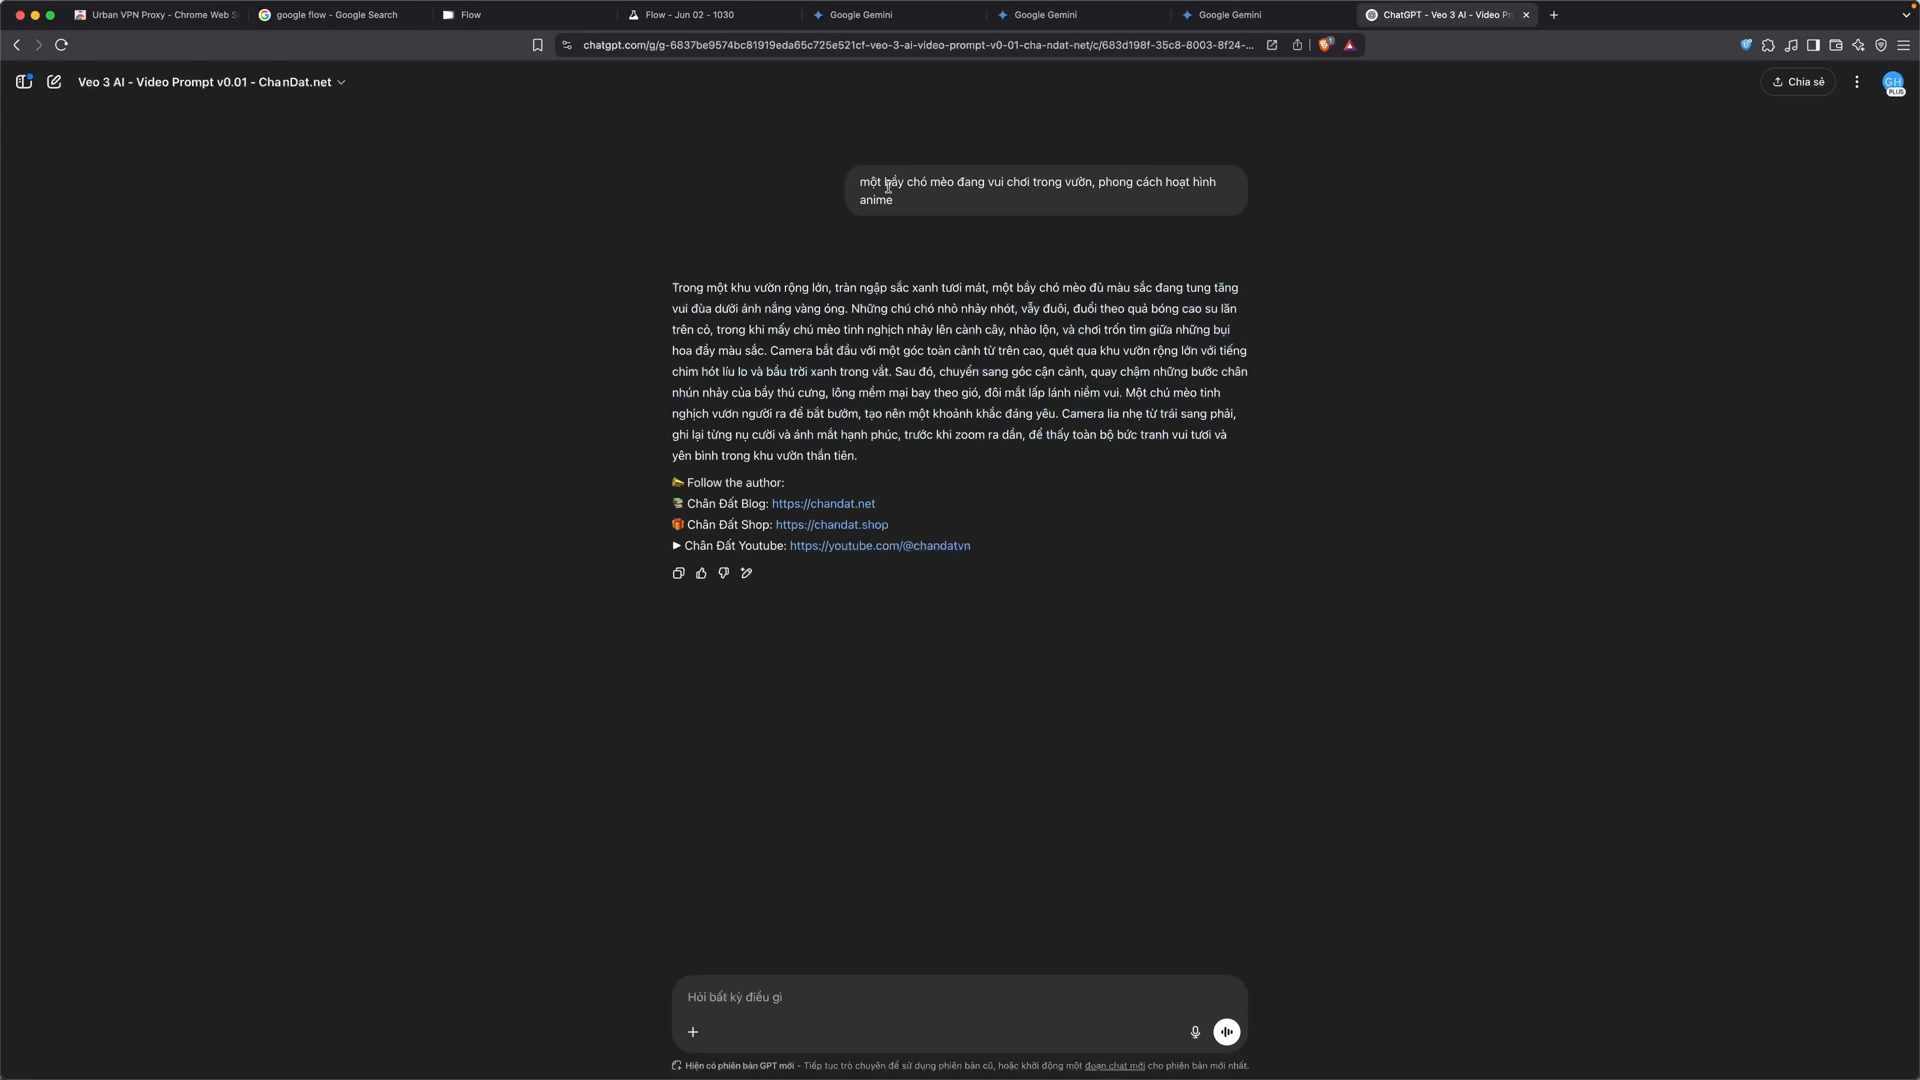 Urban VPN Proxy - Chrome Web S
google flow - Google Search
Flow
Flow - Jun 02 - 1030
Google Gemini
Google Gemini
Google Gemini
ChatGPT - Veo 3 AI - Video Pr
chatgpt.com/g/g-6837be9574bc81919eda65c725e521cf-veo-3-ai-video-prompt-v0-01-cha-ndat-net/c/683d198f-35c8-8003-8f24-...
1
Veo 3 AI - Video Prompt v0.01 - ChanDat.net
Chia sẻ
GH
PLUS
một bầy chó mèo đang vui chơi trong vườn, phong cách hoạt hình
anime
Trong một khu vườn rộng lớn, tràn ngập sắc xanh tươi mát, một bầy chó mèo đủ màu sắc đang tung tăng
vui đùa dưới ánh nắng vàng óng. Những chú chó nhỏ nhảy nhót, vẫy đuôi, đuổi theo quả bóng cao su lăn
trên cỏ, trong khi mấy chú mèo tinh nghịch nhảy lên cành cây, nhào lộn, và chơi trốn tìm giữa những bụi
hoa đầy màu sắc. Camera bắt đầu với một góc toàn cảnh từ trên cao, quét qua khu vườn rộng lớn với tiếng
chim hót líu lo và bầu trời xanh trong vắt. Sau đó, chuyển sang góc cận cảnh, quay chậm những bước chân
nhún nhảy của bầy thú cưng, lông mềm mại bay theo gió, đôi mắt lấp lánh niềm vui. Một chú mèo tinh
nghịch vươn người ra để bắt bướm, tạo nên một khoảnh khắc đáng yêu. Camera lia nhẹ từ trái sang phải,
ghi lại từng nụ cười và ánh mắt hạnh phúc, trước khi zoom ra dần, để thấy toàn bộ bức tranh vui tươi và
yên bình trong khu vườn thần tiên.
Follow the author:
Chân Đất Blog: https://chandat.net
Chân Đất Shop: https://chandat.shop
Chân Đất Youtube: https://youtube.com/@chandatvn
Hỏi bất kỳ điều gì
Hiện có phiên bản GPT mới - Tiếp tục trò chuyện để sử dụng phiên bản cũ, hoặc khởi động một đoạn chat mới cho phiên bản mới nhất.